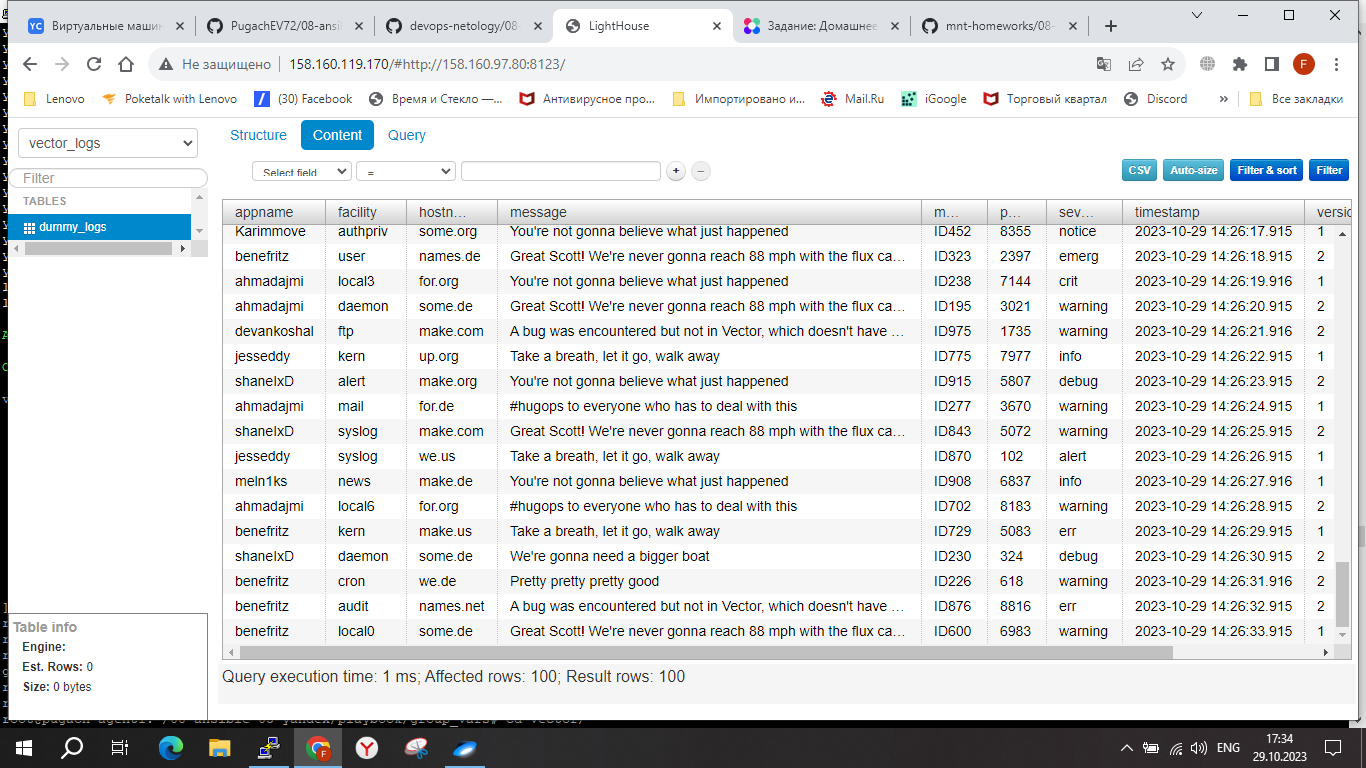 YC Виртуальные машин
PugachEV72/08-ansi
devops-netology/08-
LightHouse
Задание: Домашнее
mnt-homeworks/08-
Не защищено 158.160.119.170/#http://158.160.97.80:8123/
F
Lenovo Poketalk with Lenovo (30) Facebook Время и Стекло —... Антивирусное про... Импортировано и... Mail.Ru iGoogle Торговый квартал Discord » Все закладки
vector_logs
Structure Content Query
Filter
Select field = + − CSV Auto-size Filter & sort Filter
TABLES
dummy_logs
appname facility hostn... message m... p... sev... timestamp versio
Karimmove authpriv some.org You're not gonna believe what just happened ID452 8355 notice 2023-10-29 14:26:17.915 1
benefritz user names.de Great Scott! We're never gonna reach 88 mph with the flux ca... ID323 2397 emerg 2023-10-29 14:26:18.915 2
ahmadajmi local3 for.org You're not gonna believe what just happened ID238 7144 crit 2023-10-29 14:26:19.916 1
ahmadajmi daemon some.de Great Scott! We're never gonna reach 88 mph with the flux ca... ID195 3021 warning 2023-10-29 14:26:20.915 2
devankoshal ftp make.com A bug was encountered but not in Vector, which doesn't have ... ID975 1735 warning 2023-10-29 14:26:21.916 2
jesseddy kern up.org Take a breath, let it go, walk away ID775 7977 info 2023-10-29 14:26:22.915 1
shaneIxD alert make.org You're not gonna believe what just happened ID915 5807 debug 2023-10-29 14:26:23.915 2
ahmadajmi mail for.de #hugops to everyone who has to deal with this ID277 3670 warning 2023-10-29 14:26:24.915 1
shaneIxD syslog make.com Great Scott! We're never gonna reach 88 mph with the flux ca... ID843 5072 warning 2023-10-29 14:26:25.915 2
jesseddy syslog we.us Take a breath, let it go, walk away ID870 102 alert 2023-10-29 14:26:26.915 1
meln1ks news make.de You're not gonna believe what just happened ID908 6837 info 2023-10-29 14:26:27.916 1
ahmadajmi local6 for.org #hugops to everyone who has to deal with this ID702 8183 warning 2023-10-29 14:26:28.915 2
benefritz kern make.us Take a breath, let it go, walk away ID729 5083 err 2023-10-29 14:26:29.915 1
shaneIxD daemon some.de We're gonna need a bigger boat ID230 324 debug 2023-10-29 14:26:30.915 2
benefritz cron we.de Pretty pretty pretty good ID226 618 warning 2023-10-29 14:26:31.916 2
benefritz audit names.net A bug was encountered but not in Vector, which doesn't have ... ID876 8816 err 2023-10-29 14:26:32.915 2
benefritz local0 some.de Great Scott! We're never gonna reach 88 mph with the flux ca... ID600 6983 warning 2023-10-29 14:26:33.915 1
Table info
Engine:
Est. Rows: 0
Size: 0 bytes
Query execution time: 1 ms; Affected rows: 100; Result rows: 100
ENG
17:34
29.10.2023